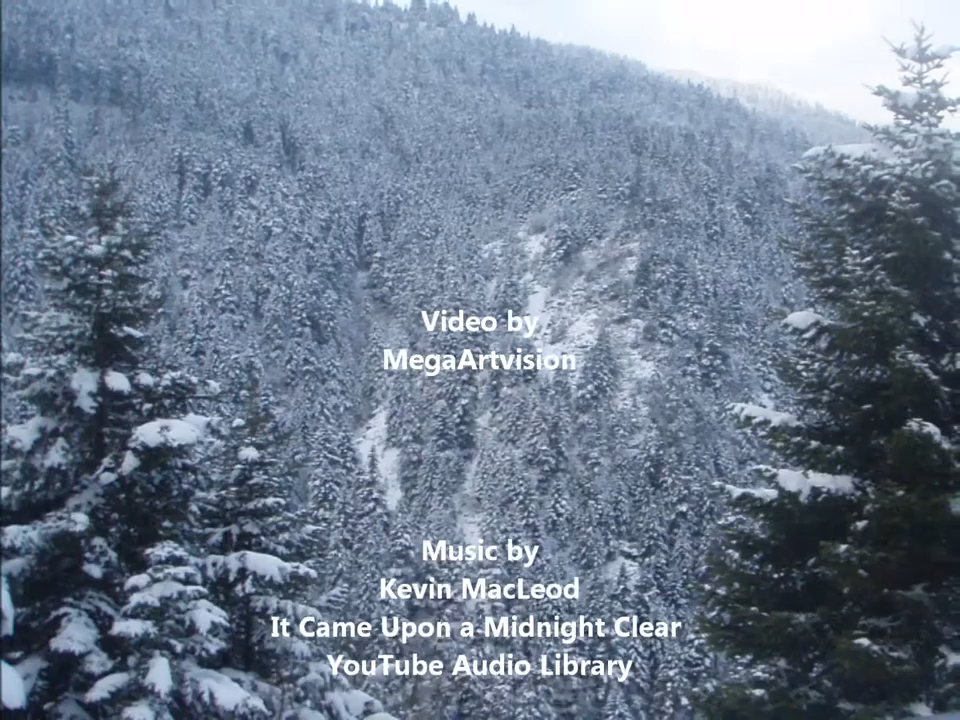 Video by
MegaArtvision
Music by
Kevin MacLeod
It Came Upon a Midnight Clear
YouTube Audio Library